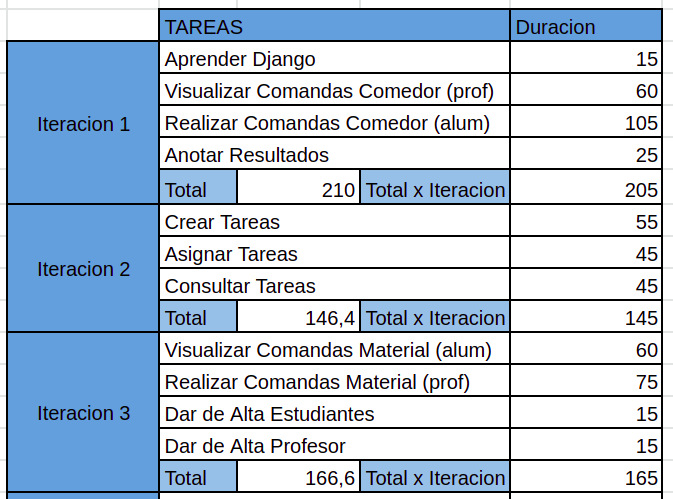 TAREAS Duracion
Iteracion 1
Aprender Django 15
Visualizar Comandas Comedor (prof) 60
Realizar Comandas Comedor (alum) 105
Anotar Resultados 25
Total 210 Total x Iteracion 205
Iteracion 2
Crear Tareas 55
Asignar Tareas 45
Consultar Tareas 45
Total 146,4 Total x Iteracion 145
Iteracion 3
Visualizar Comandas Material (alum) 60
Realizar Comandas Material (prof) 75
Dar de Alta Estudiantes 15
Dar de Alta Profesor 15
Total 166,6 Total x Iteracion 165